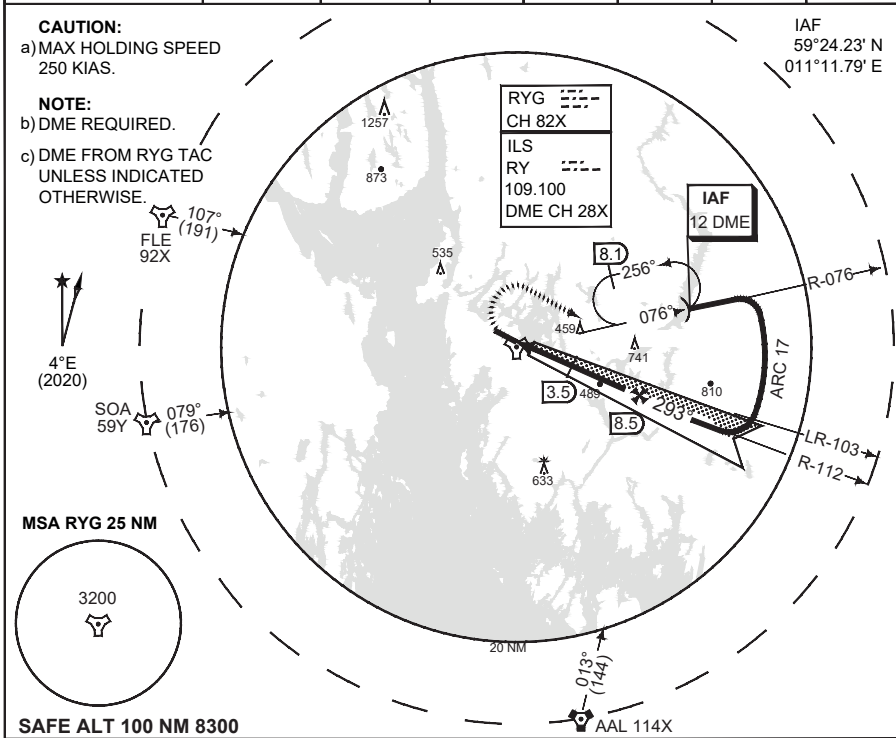 CAUTION:
a) MAX HOLDING SPEED
250 KIAS.
NOTE:
b) DME REQUIRED.
c) DME FROM RYG TAC
UNLESS INDICATED
OTHERWISE.
IAF
59°24.23' N
011°11.79' E
RYG
CH 82X
ILS
RY
109.100
DME CH 28X
IAF
12 DME
1257
873
535
107°
(191)
FLE
92X
8.1
256°
076°
R-076
459
741
4°E
(2020)
ARC 17
810
3.5
489
293°
8.5
SOA
59Y
079°
(176)
LR-103
R-112
633
MSA RYG 25 NM
3200
20 NM
013°
(144)
AAL 114X
SAFE ALT 100 NM 8300